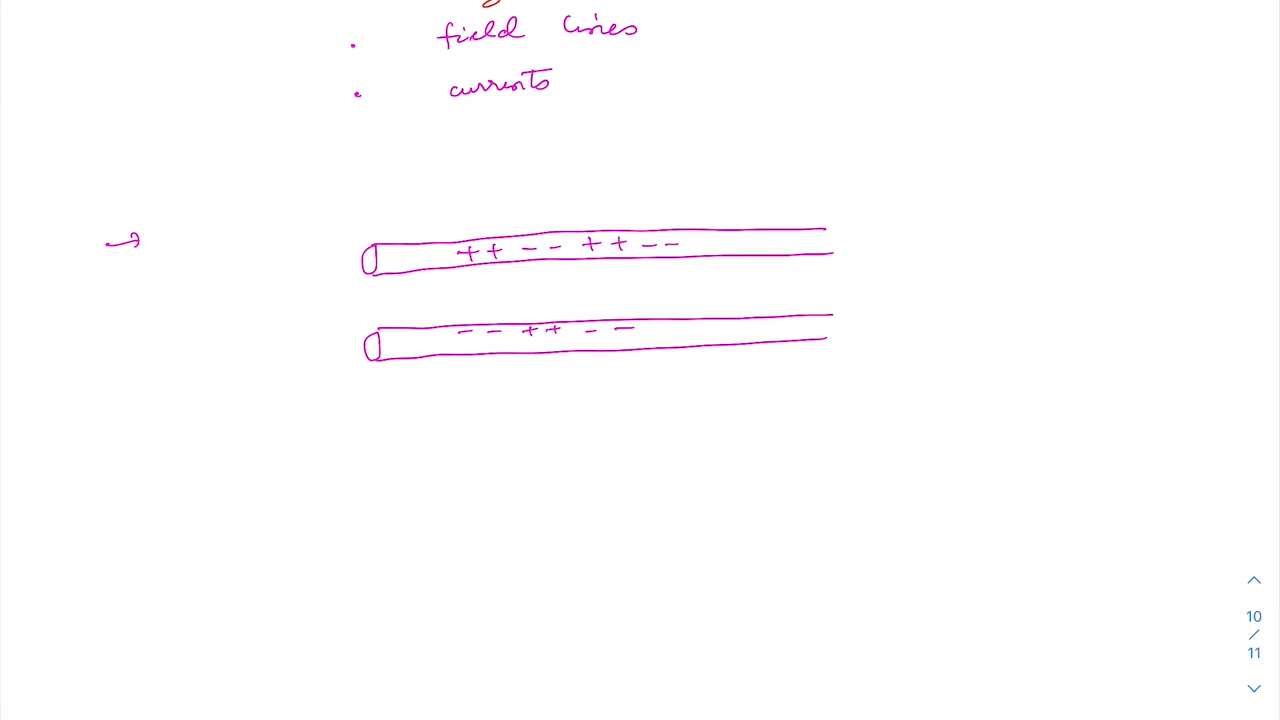 . field lines
. currents
→
+ + - - + + - -
- - + + - -
10
/
11